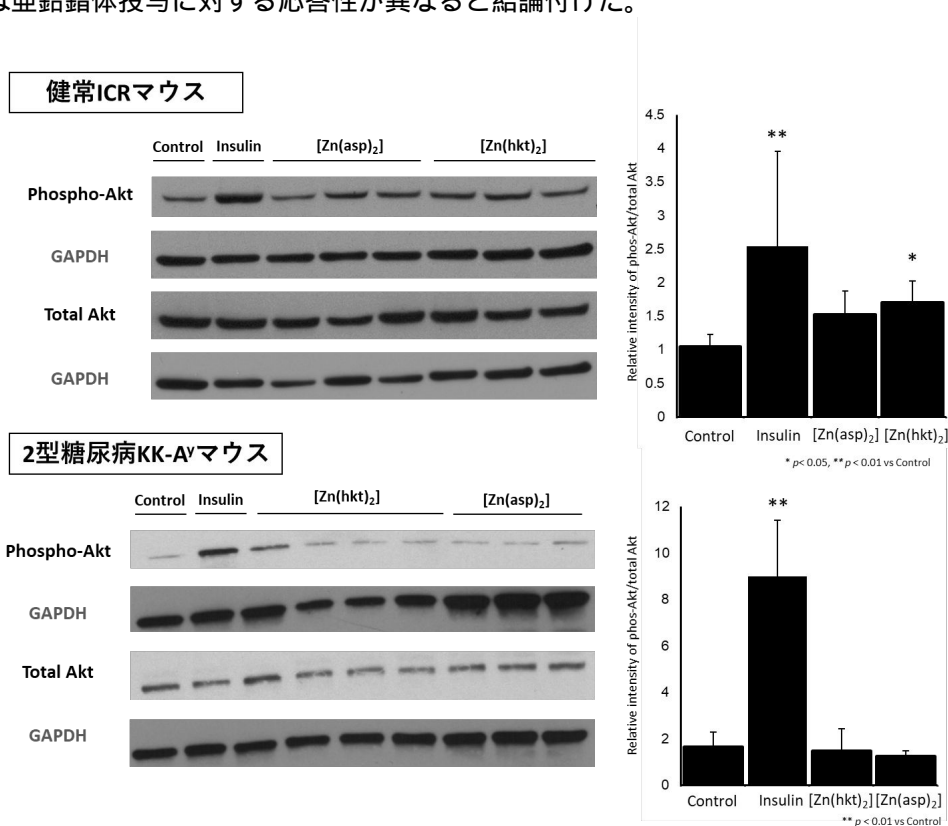 は亜鉛錯体投与に対する応答性が異なると結論付けた。
健常ICRマウス
Control Insulin [Zn(asp)2] [Zn(hkt)2]
Phospho-Akt
GAPDH
Total Akt
GAPDH
Relative intensity of phos-Akt/total Akt
4.5
4
3.5
3
2.5
2
1.5
1
0.5
0
**
*
Control Insulin [Zn(asp)2] [Zn(hkt)2]
* p< 0.05, ** p < 0.01 vs Control
2型糖尿病KK-Ayマウス
Control Insulin [Zn(hkt)2] [Zn(asp)2]
Phospho-Akt
GAPDH
Total Akt
GAPDH
Relative intensity of phos-Akt/total Akt
12
10
8
6
4
2
0
**
Control Insulin [Zn(hkt)2] [Zn(asp)2]
** p < 0.01 vs Control